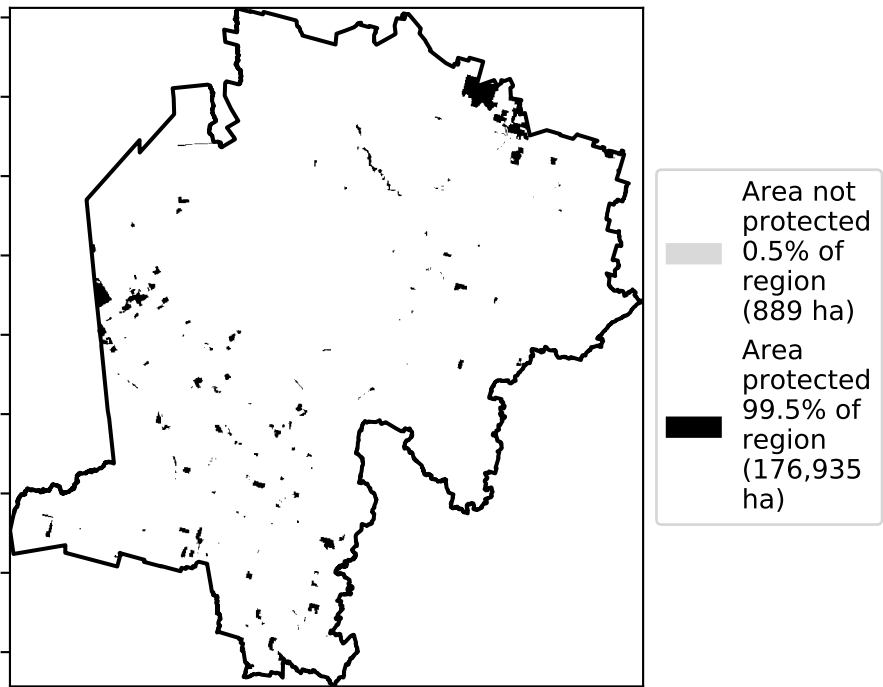 Area not
protected
0.5% of
region
(889 ha)
Area
protected
99.5% of
region
(176,935
ha)